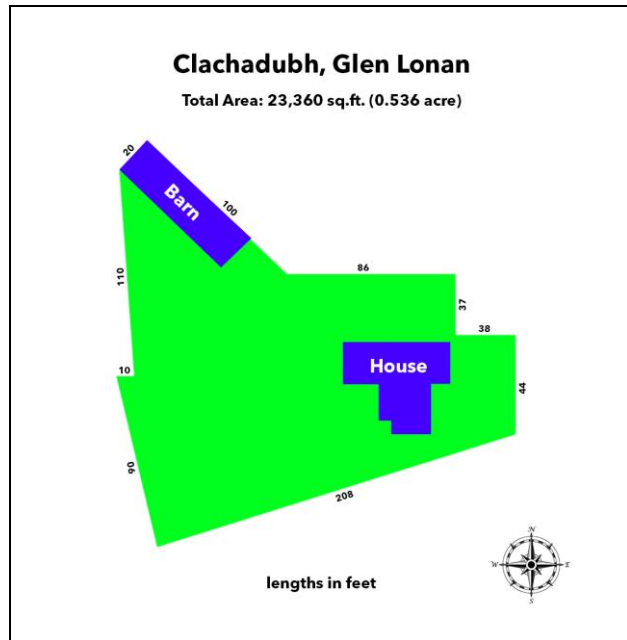 Clachadubh, Glen Lonan
Total Area: 23,360 sq.ft. (0.536 acre)
20
Barn
100
110
86
37
38
House
10
44
90
208
N
W
E
S
lengths in feet